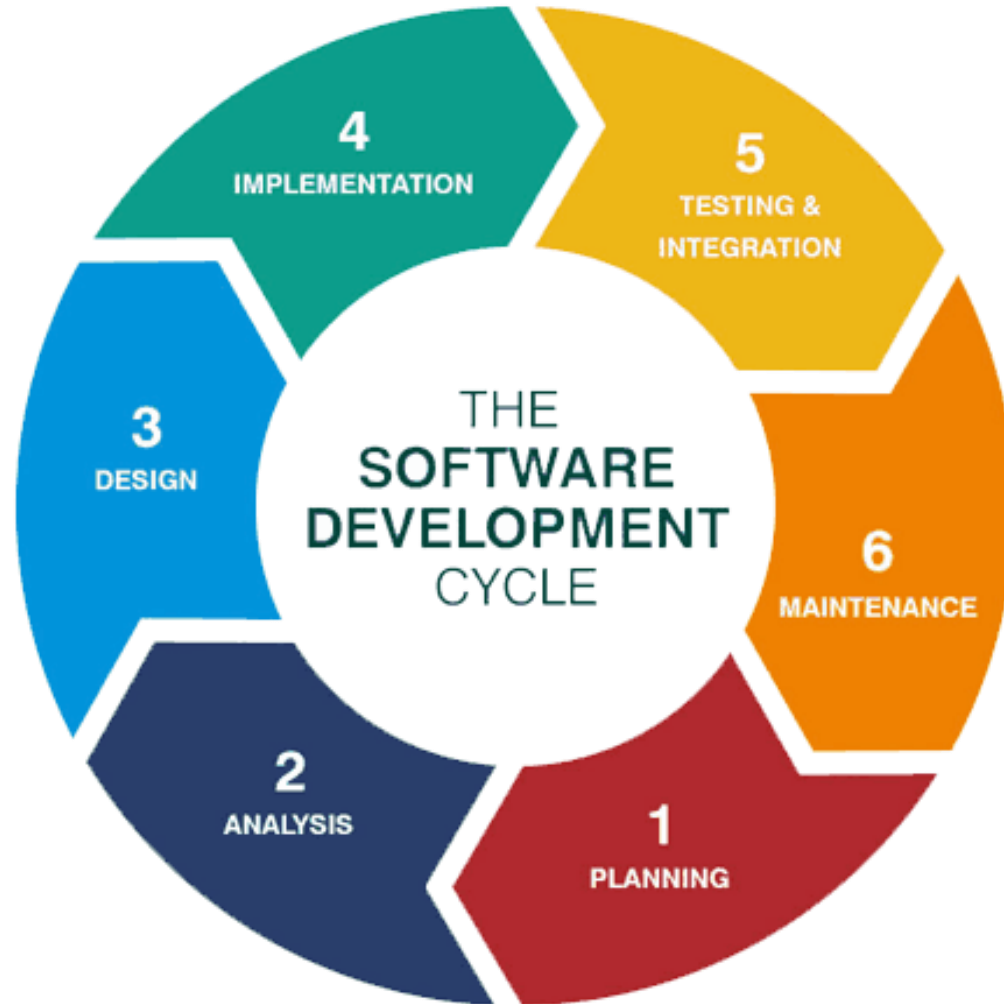 THE
SOFTWARE
DEVELOPMENT
CYCLE
1
PLANNING
2
ANALYSIS
3
DESIGN
4
IMPLEMENTATION
5
TESTING &
INTEGRATION
6
MAINTENANCE